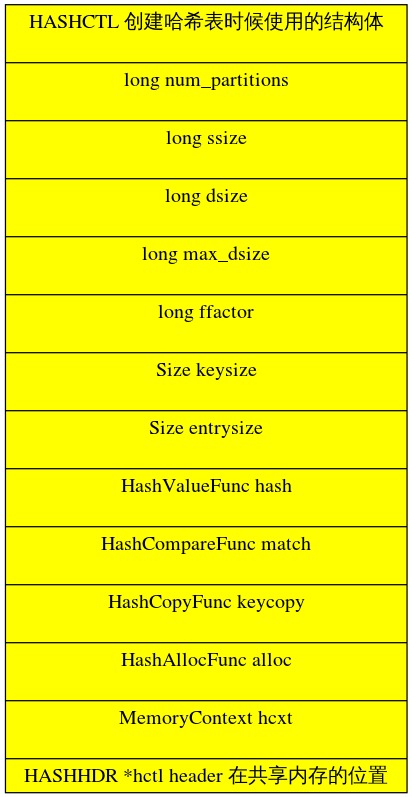 HASHCTL 创建哈希表时候使用的结构体
long num_partitions
long ssize
long dsize
long max_dsize
long ffactor
Size keysize
Size entrysize
HashValueFunc hash
HashCompareFunc match
HashCopyFunc keycopy
HashAllocFunc alloc
MemoryContext hcxt
HASHHDR *hctl header 在共享内存的位置